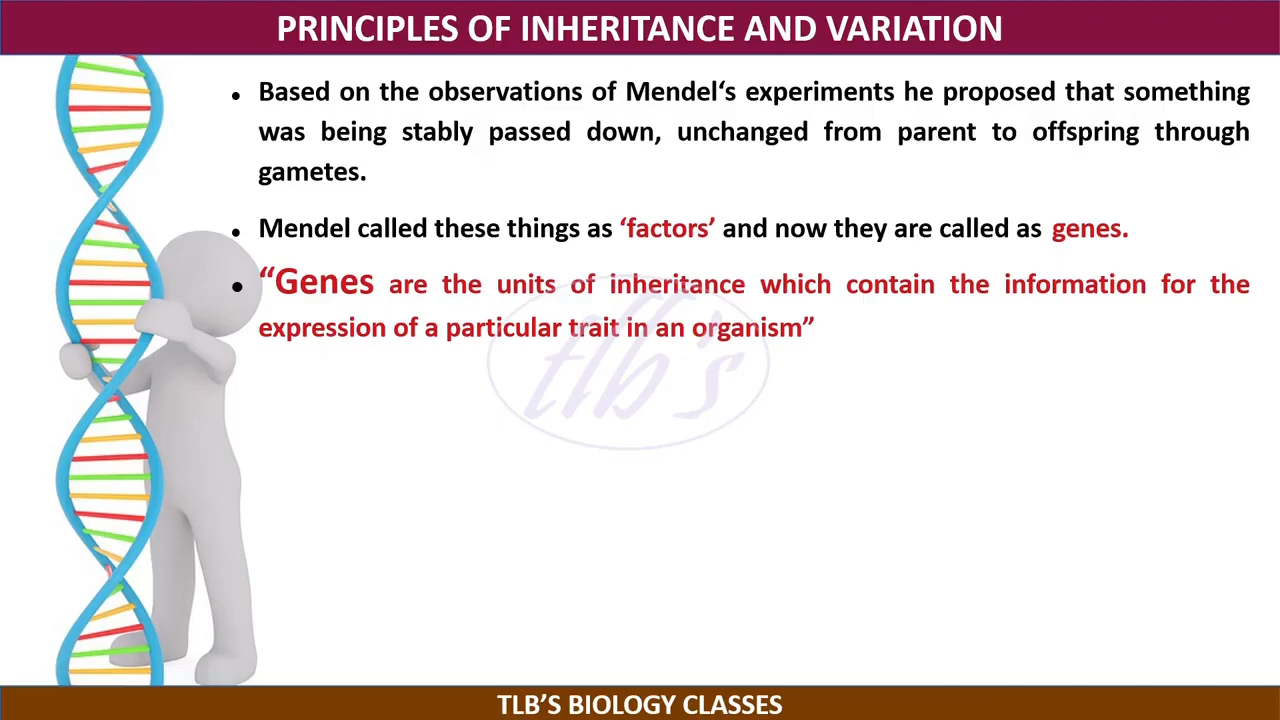 PRINCIPLES OF INHERITANCE AND VARIATION
• Based on the observations of Mendel‘s experiments he proposed that something
was being stably passed down, unchanged from parent to offspring through
gametes.
• Mendel called these things as ‘factors’ and now they are called as genes.
• “Genes are the units of inheritance which contain the information for the
expression of a particular trait in an organism”
tlb's
TLB’S BIOLOGY CLASSES